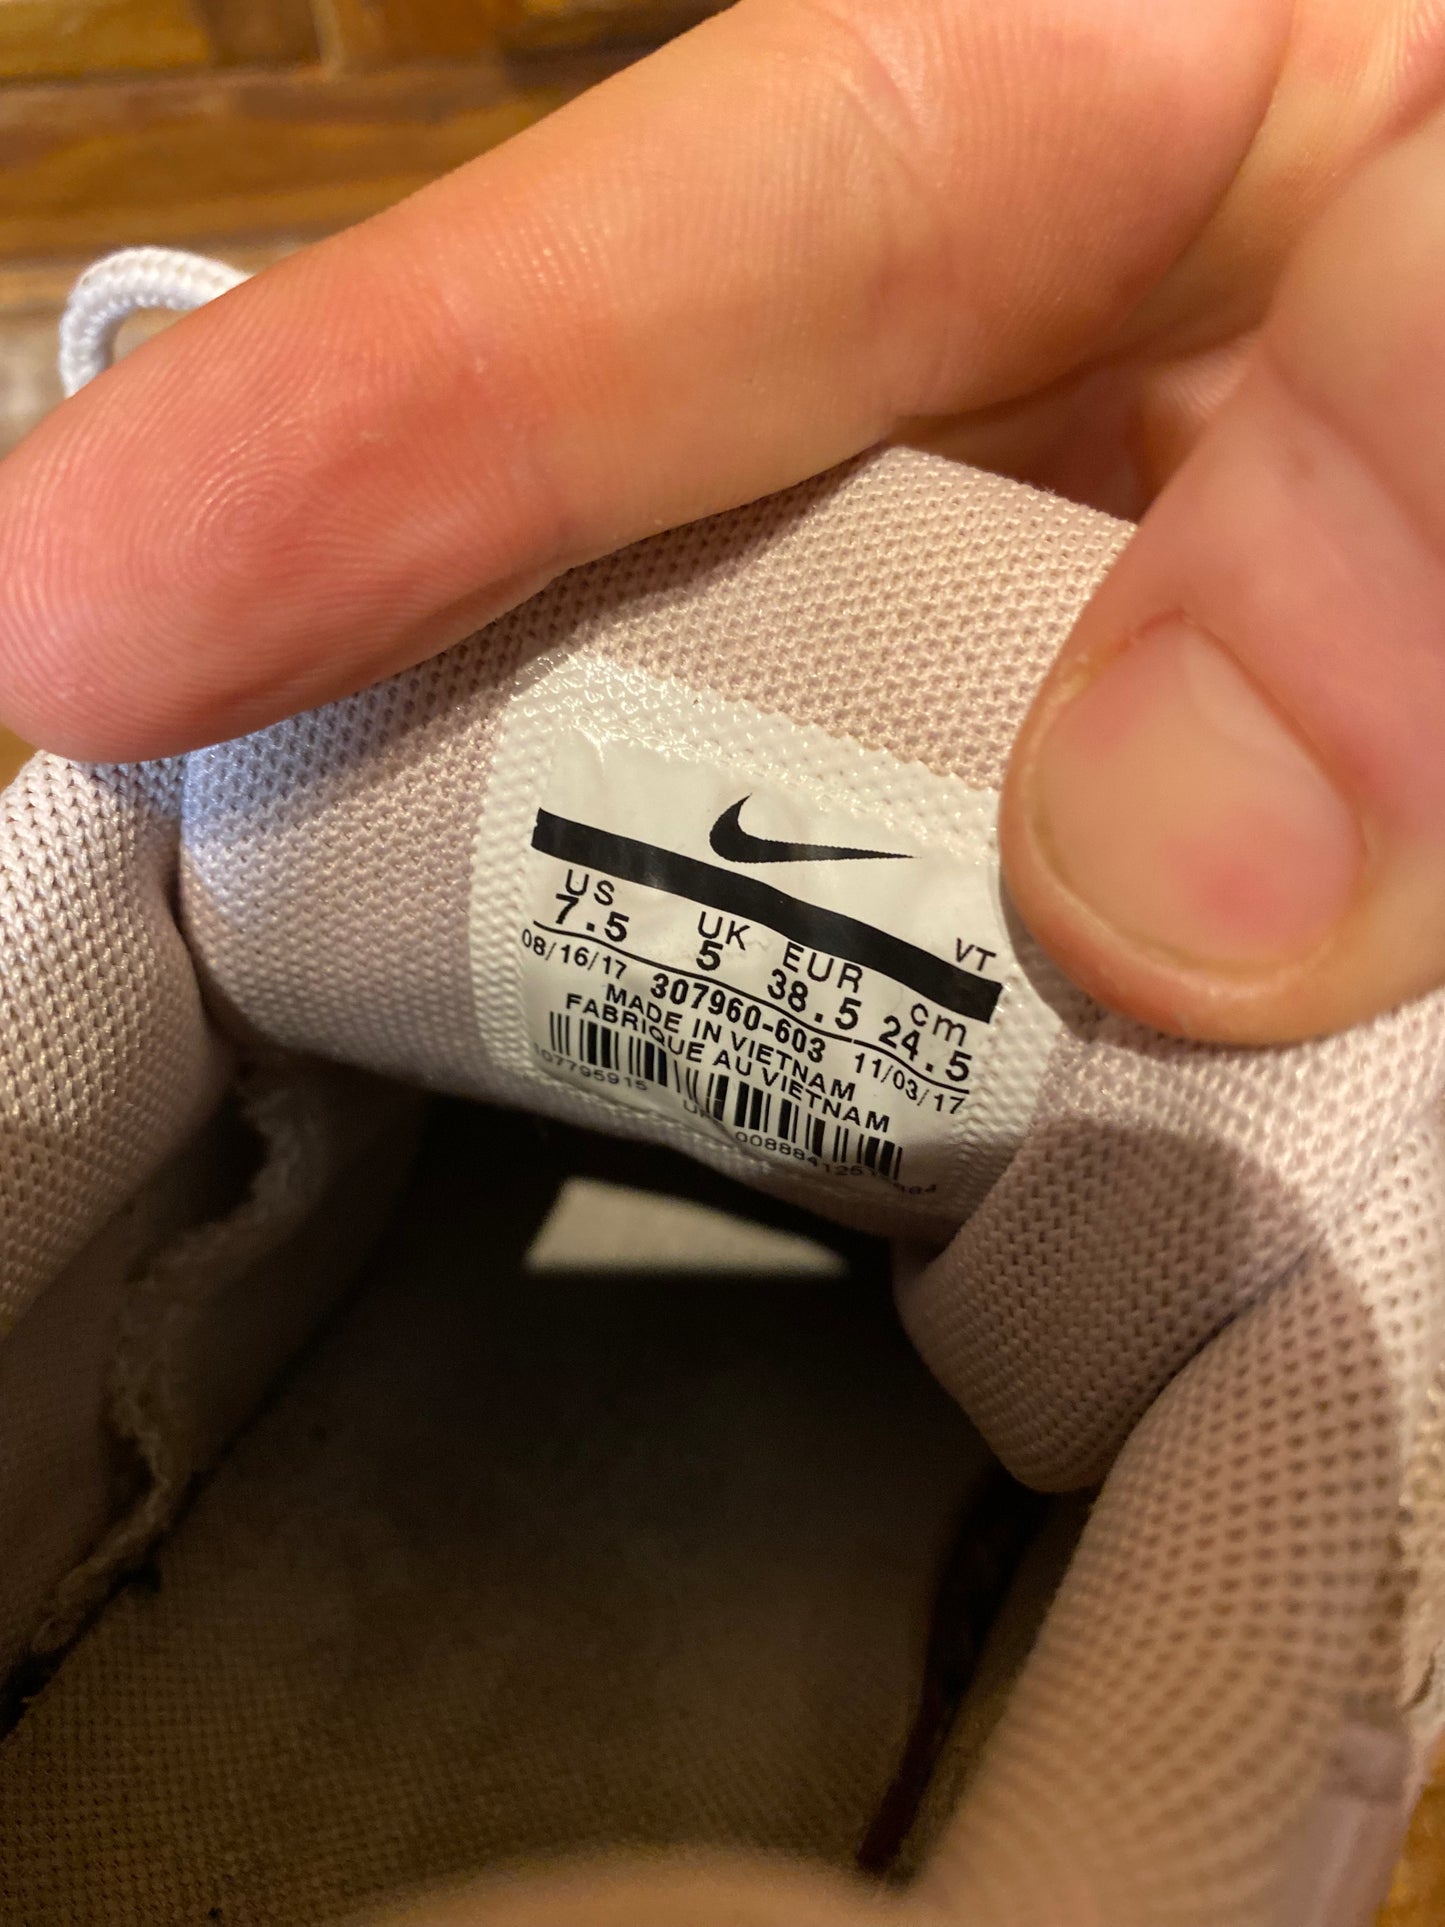 VT
US UK EUR cm
7.5 5 38.5 24.5
08/16/17 307960-603 11/03/17
MADE IN VIETNAM
FABRIQUE AU VIETNAM
107795915